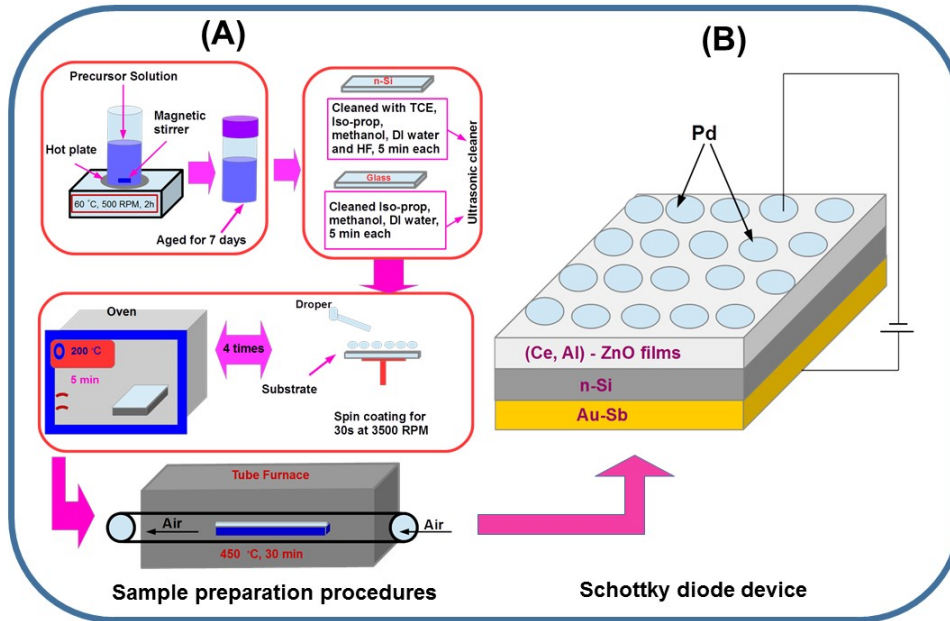 (A)
Precursor Solution
Magnetic
stirrer
Hot plate
60 °C, 500 RPM, 2h
Aged for 7 days
n-Si
Cleaned with TCE,
Iso-prop,
methanol, DI water
and HF, 5 min each
Glass
Cleaned Iso-prop,
methanol, DI water,
5 min each
Ultrasonic cleaner
Oven
200 °C
5 min
4 times
Droper
Substrate
Spin coating for
30s at 3500 RPM
Tube Furnace
Air
Air
450 °C, 30 min
Sample preparation procedures
(B)
Pd
(Ce, Al) - ZnO films
n-Si
Au-Sb
Schottky diode device